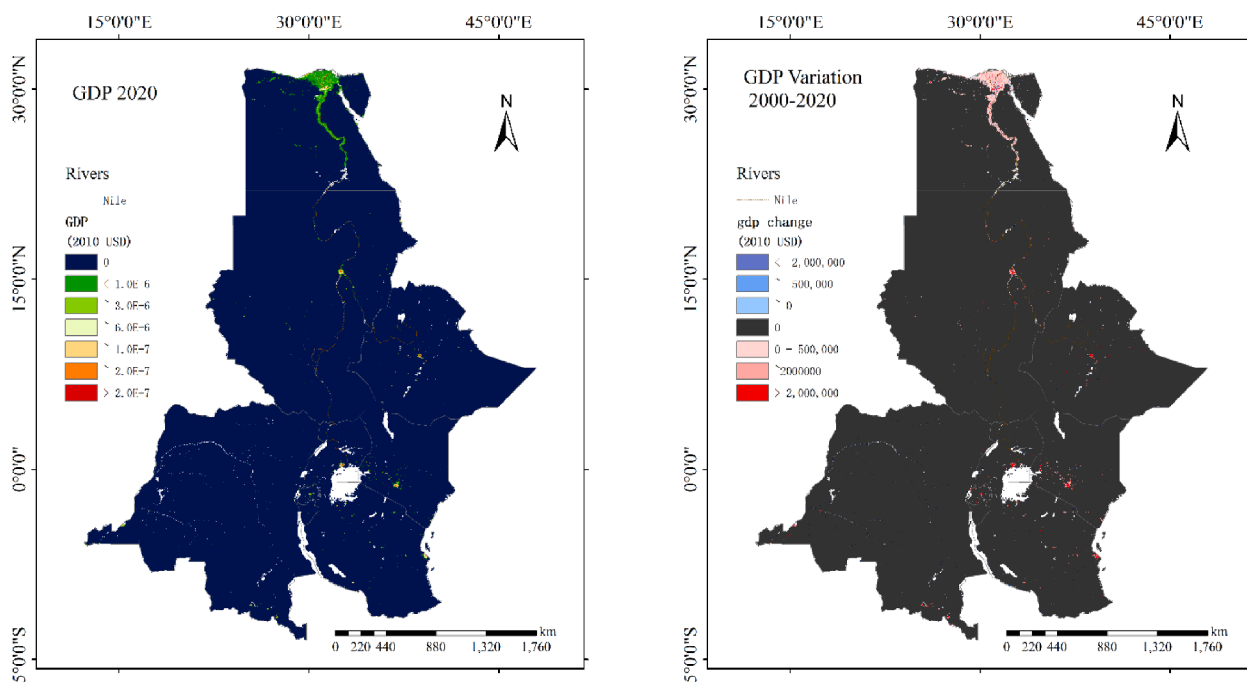 15°0'0"E 30°0'0"E 45°0'0"E
30°0'0"N
15°0'0"N
0°0'0"
5°0'0"S
GDP 2020
N
Rivers
Nile
GDP
(2010 USD)
0
< 1.0E-6
` 3.0E-6
` 6.0E-6
` 1.0E-7
` 2.0E-7
> 2.0E-7
km
0 220 440 880 1,320 1,760
15°0'0"E 30°0'0"E 45°0'0"E
30°0'0"N
15°0'0"N
0°0'0"
5°0'0"S
GDP Variation
2000-2020
N
Rivers
Nile
gdp change
(2010 USD)
< 2,000,000
` 500,000
` 0
0
0 - 500,000
`2000000
> 2,000,000
km
0 220 440 880 1,320 1,760